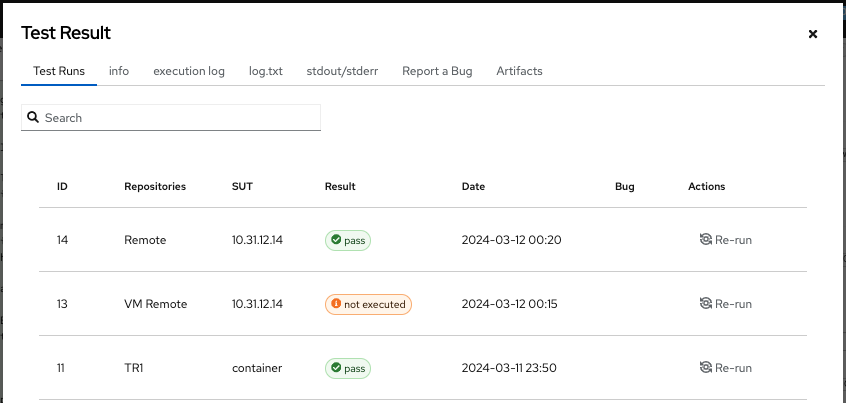 Test Result
Test Runs info execution log log.txt stdout/stderr Report a Bug Artifacts
Search
ID Repositories SUT Result Date Bug Actions
14 Remote 10.31.12.14 pass 2024-03-12 00:20 Re-run
13 VM Remote 10.31.12.14 not executed 2024-03-12 00:15 Re-run
11 TR1 container pass 2024-03-11 23:50 Re-run